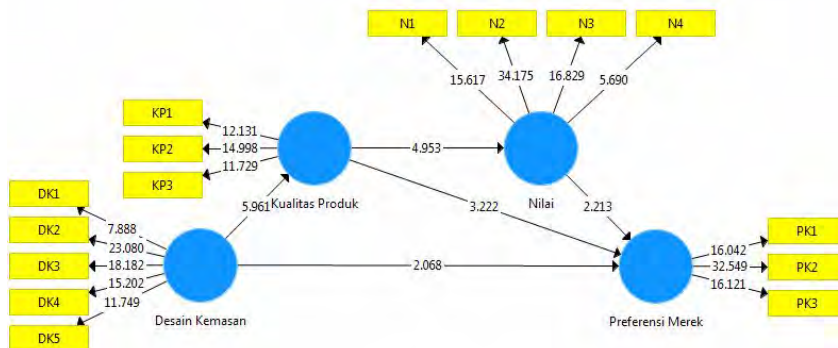 N1 N2 N3 N4
15.617 34.175 16.829 5.690
KP1
12.131
KP2
14.998
KP3
11.729
4.953
Kualitas Produk
Nilai
DK1
7.888
5.961
3.222
2.213
DK2
23.080
DK3
18.182
2.068
DK4
15.202
DK5
11.749
Desain Kemasan
PK1
16.042
PK2
32.549
PK3
16.121
Preferensi Merek